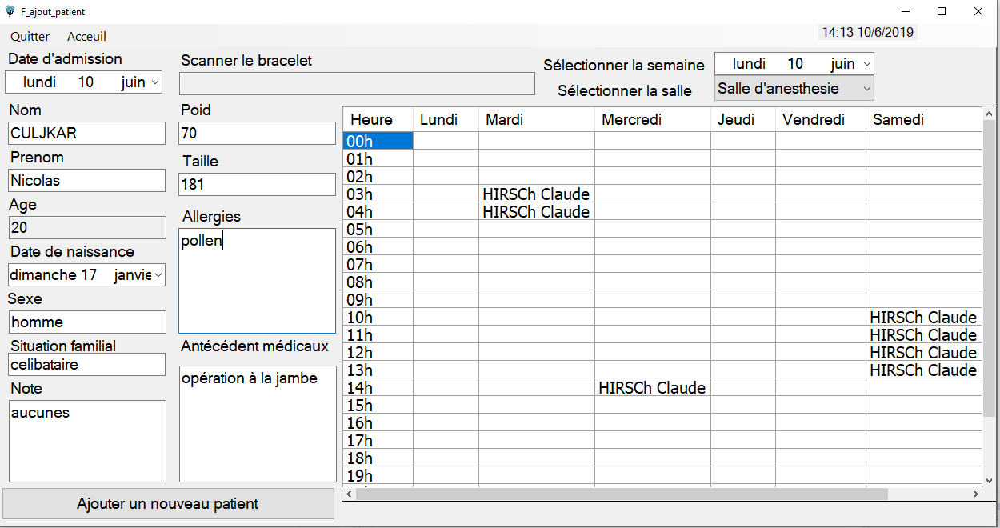 F_ajout_patient
Quitter Acceuil 14:13 10/6/2019
Date d'admission
lundi 10 juin
Scanner le bracelet
Sélectionner la semaine lundi 10 juin
Sélectionner la salle Salle d'anesthesie
Nom
CULJKAR
Prenom
Nicolas
Age
20
Date de naissance
dimanche 17 janvie
Sexe
homme
Situation familial
celibataire
Note
aucunes
Poid
70
Taille
181
Allergies
pollen
Antécédent médicaux
opération à la jambe
Ajouter un nouveau patient
Heure Lundi Mardi Mercredi Jeudi Vendredi Samedi
00h
01h
02h
03h HIRSCh Claude
04h HIRSCh Claude
05h
06h
07h
08h
09h
10h HIRSCh Claude
11h HIRSCh Claude
12h HIRSCh Claude
13h HIRSCh Claude
14h HIRSCh Claude
15h
16h
17h
18h
19h